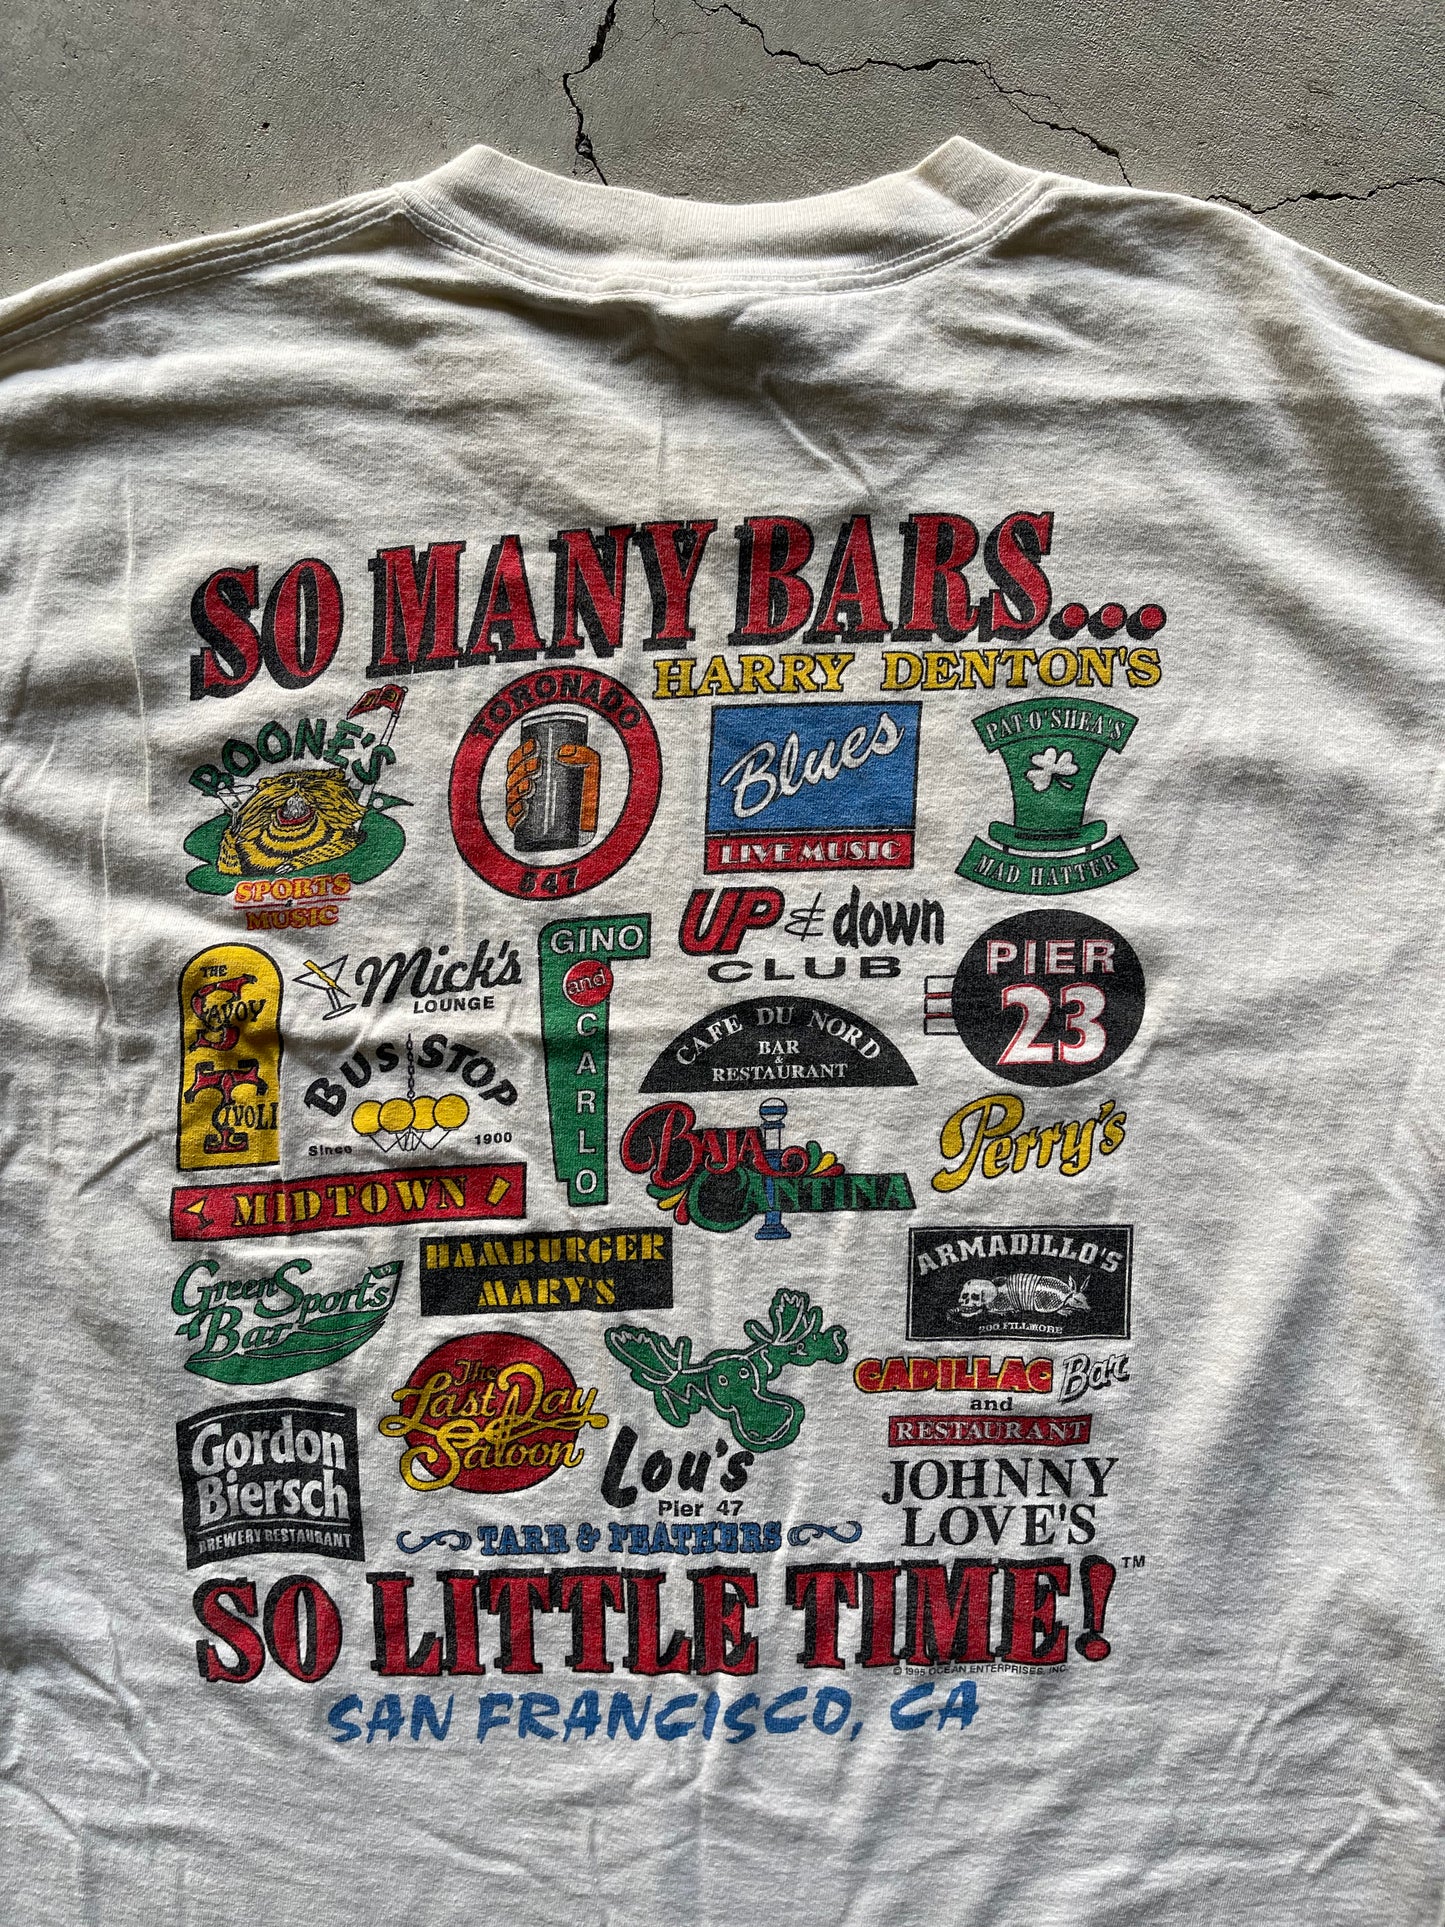 SO MANY BARS...
HARRY DENTON'S
BOONE'S
SPORTS
&
MUSIC
TORONADO
547
Blues
LIVE MUSIC
PAT O'SHEA'S
MAD HATTER
THE
SAVOY
TIVOLI
Mick's
LOUNGE
GINO
and
CARLO
UP & down
CLUB
PIER
23
BUS STOP
Since 1900
CAFE DU NORD
BAR
&
RESTAURANT
MIDTOWN
BAJA
CANTINA
Perry's
Green Sports
Bar
HAMBURGER
MARY'S
ARMADILLO'S
200 FILLMORE
Gordon
Biersch
BREWERY RESTAURANT
The
Last Day
Saloon
Lou's
Pier 47
CADILLAC Bar
and
RESTAURANT
JOHNNY
LOVE'S
TARR & FEATHERS
SO LITTLE TIME!™
© 1995 OCEAN ENTERPRISES, INC.
SAN FRANCISCO, CA